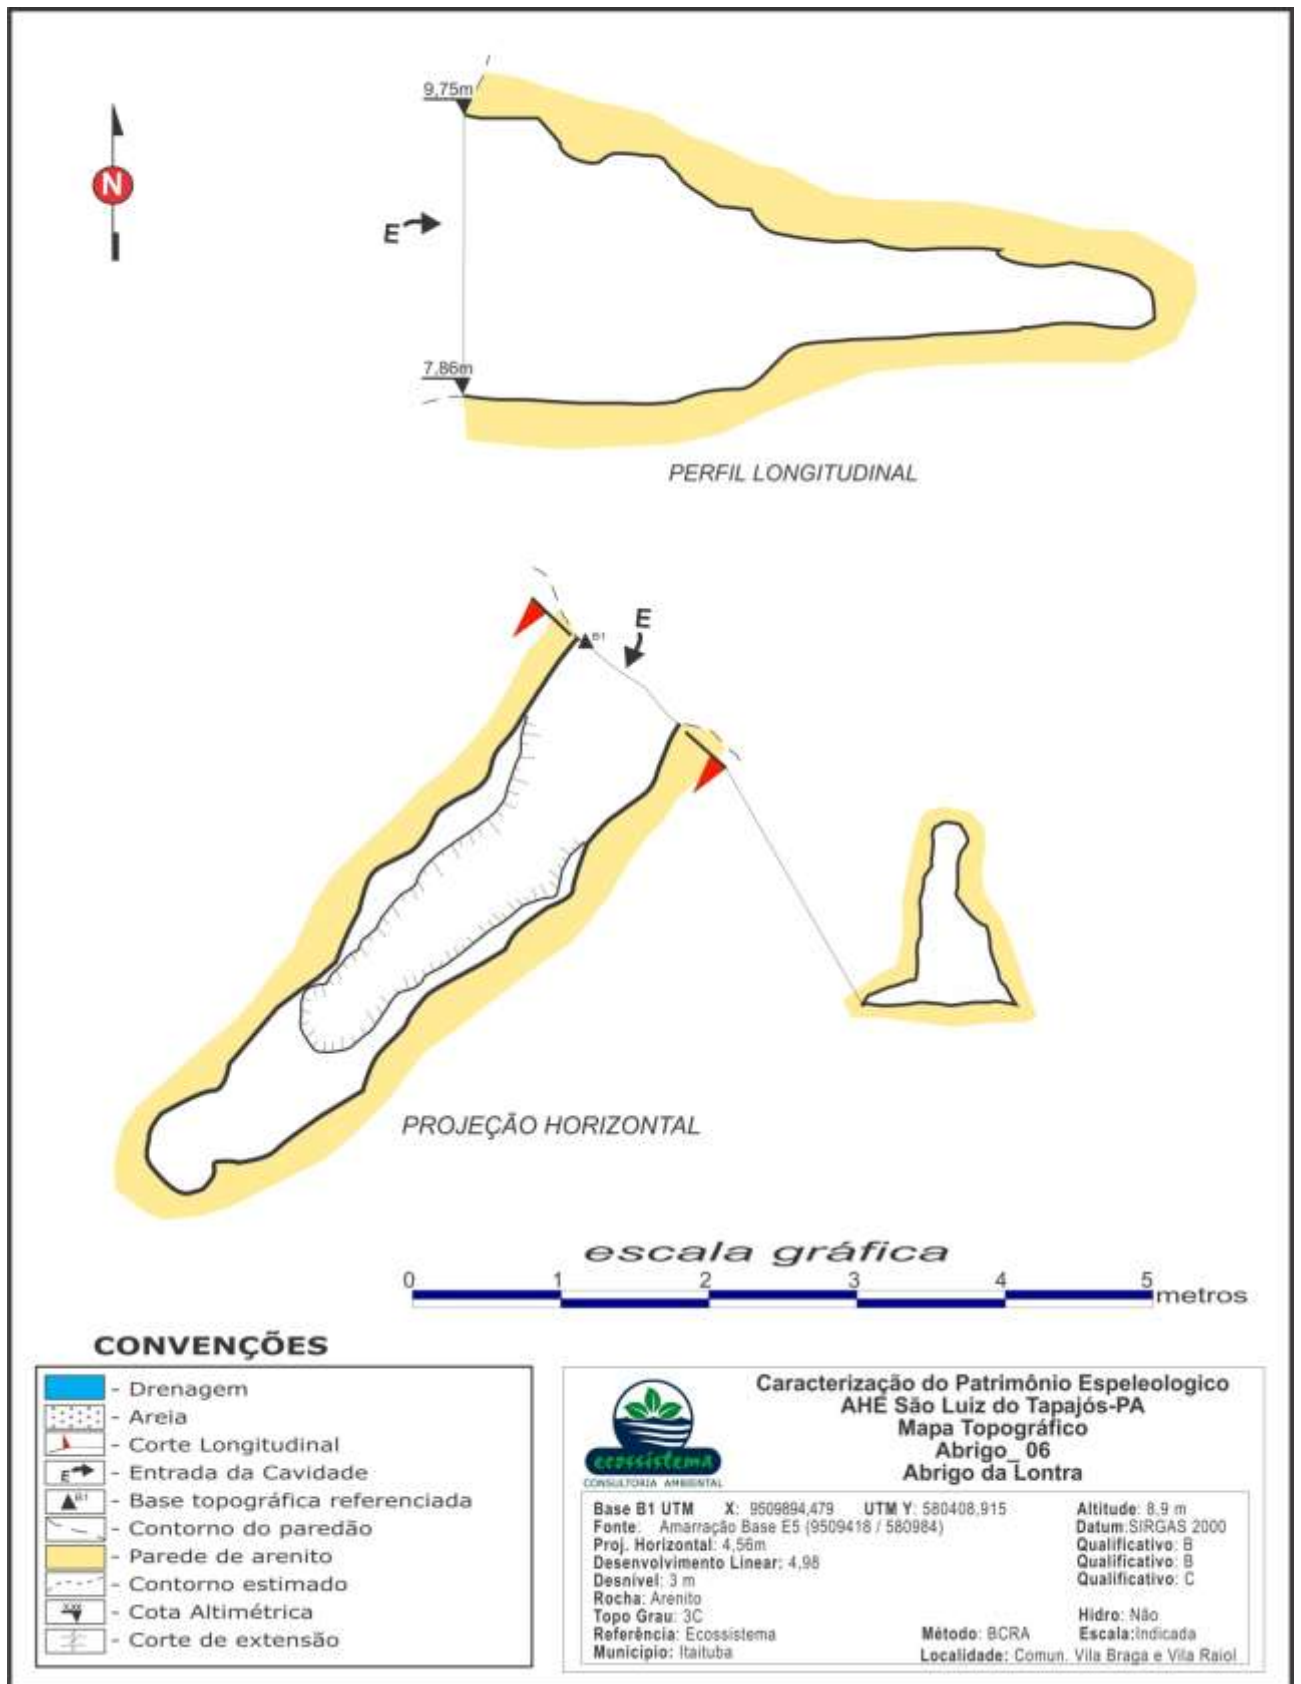 9,75m
N
E
7,86m
PERFIL LONGITUDINAL
E
B1
PROJEÇÃO HORIZONTAL
escala gráfica
0 1 2 3 4 5
metros
CONVENÇÕES
- Drenagem
- Areia
- Corte Longitudinal
E - Entrada da Cavidade
B1 - Base topográfica referenciada
- Contorno do paredão
- Parede de arenito
- Contorno estimado
- Cota Altimétrica
- Corte de extensão
ecossistema
CONSULTORIA AMBIENTAL
Caracterização do Patrimônio Espeleologico
AHE São Luiz do Tapajós-PA
Mapa Topográfico
Abrigo_ 06
Abrigo da Lontra
Base B1 UTM X: 9509894,479 UTM Y: 580408,915 Altitude: 8,9 m
Fonte: Amarração Base E5 (9509418 / 580984) Datum:SIRGAS 2000
Proj. Horizontal: 4,56m Qualificativo: B
Desenvolvimento Linear: 4,98 Qualificativo: B
Desnível: 3 m Qualificativo: C
Rocha: Arenito
Topo Grau: 3C Hidro: Não
Referência: Ecossistema Método: BCRA Escala:Indicada
Município: Itaituba Localidade: Comun. Vila Braga e Vila Raiol